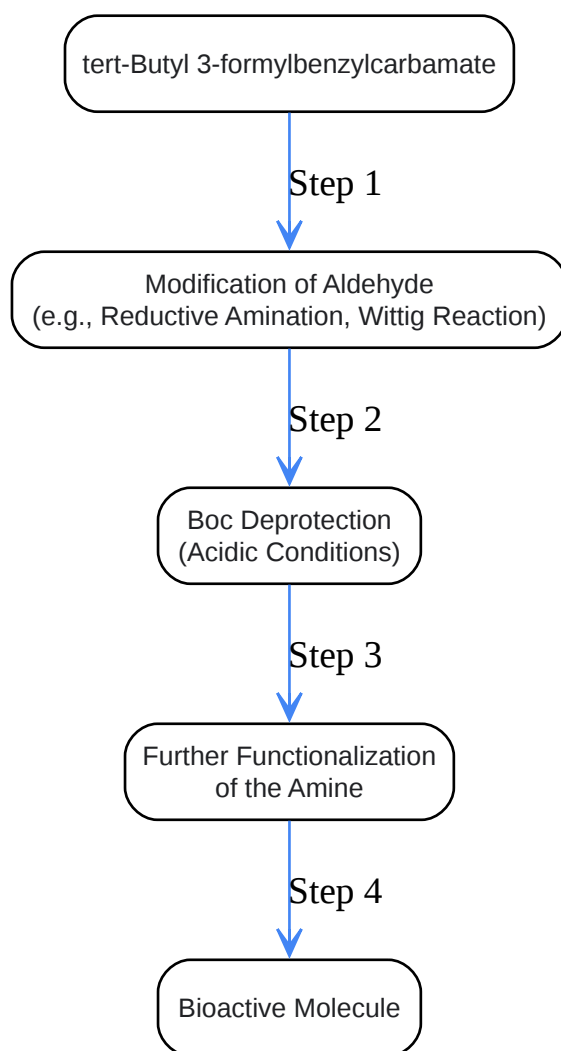 tert-Butyl 3-formylbenzylcarbamate
Step 1
Modification of Aldehyde
(e.g., Reductive Amination, Wittig Reaction)
Step 2
Boc Deprotection
(Acidic Conditions)
Step 3
Further Functionalization
of the Amine
Step 4
Bioactive Molecule